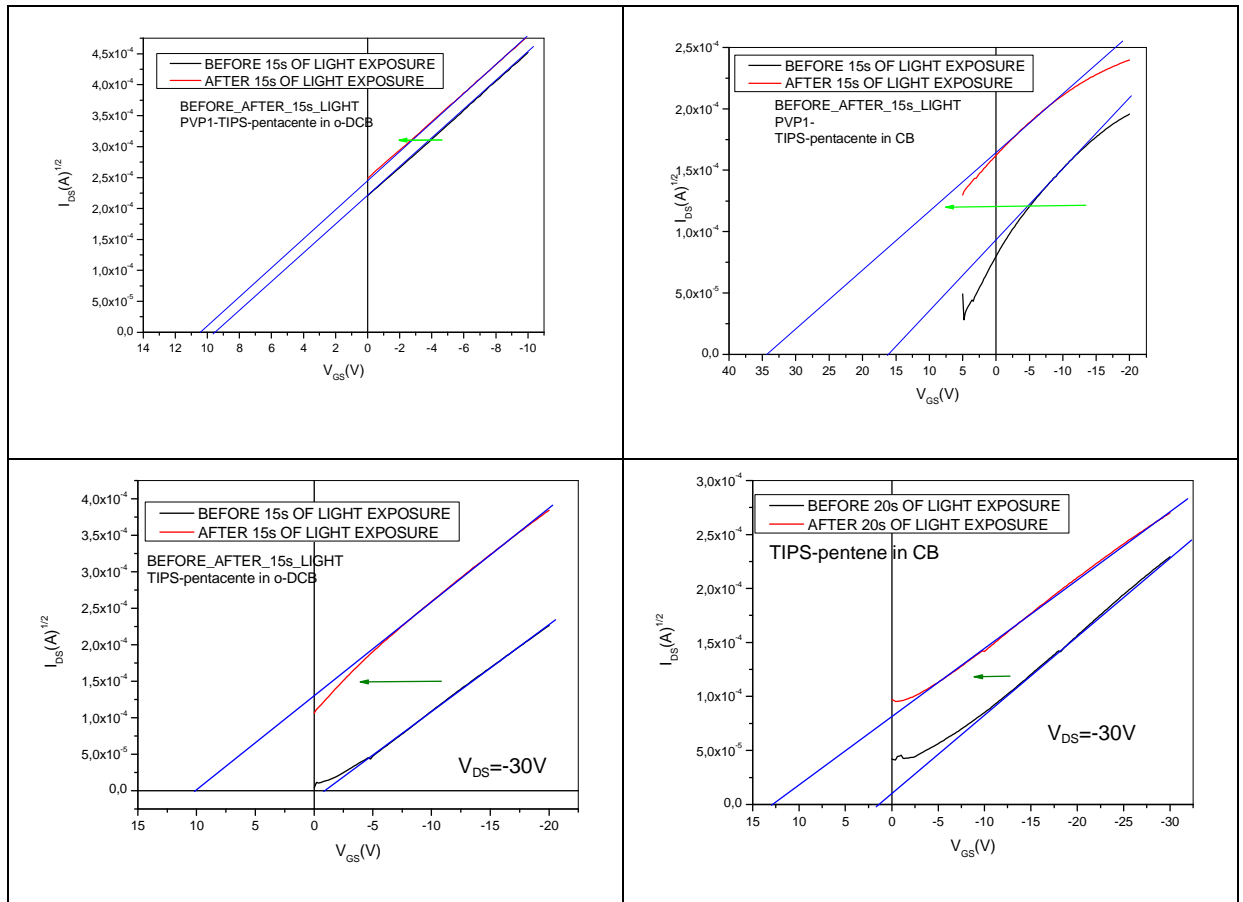 4,5x10-4
4,0x10-4
3,5x10-4
3,0x10-4
2,5x10-4
2,0x10-4
1,5x10-4
1,0x10-4
5,0x10-5
0,0
IDS(A)1/2
BEFORE 15s OF LIGHT EXPOSURE
AFTER 15s OF LIGHT EXPOSURE
BEFORE_AFTER_15s_LIGHT
PVP1-TIPS-pentacente in o-DCB
14 12 10 8 6 4 2 0 -2 -4 -6 -8 -10
VGS(V)
2,5x10-4
2,0x10-4
1,5x10-4
1,0x10-4
5,0x10-5
0,0
IDS(A)1/2
BEFORE 15s OF LIGHT EXPOSURE
AFTER 15s OF LIGHT EXPOSURE
BEFORE_AFTER_15s_LIGHT
PVP1-
TIPS-pentacente in CB
40 35 30 25 20 15 10 5 0 -5 -10 -15 -20
VGS(V)
4,0x10-4
3,5x10-4
3,0x10-4
2,5x10-4
2,0x10-4
1,5x10-4
1,0x10-4
5,0x10-5
0,0
IDS(A)1/2
BEFORE 15s OF LIGHT EXPOSURE
AFTER 15s OF LIGHT EXPOSURE
BEFORE_AFTER_15s_LIGHT
TIPS-pentacente in o-DCB
VDS=-30V
15 10 5 0 -5 -10 -15 -20
VGS(V)
3,0x10-4
2,5x10-4
2,0x10-4
1,5x10-4
1,0x10-4
5,0x10-5
0,0
IDS(A)1/2
BEFORE 20s OF LIGHT EXPOSURE
AFTER 20s OF LIGHT EXPOSURE
TIPS-pentene in CB
VDS=-30V
15 10 5 0 -5 -10 -15 -20 -25 -30
VGS(V)